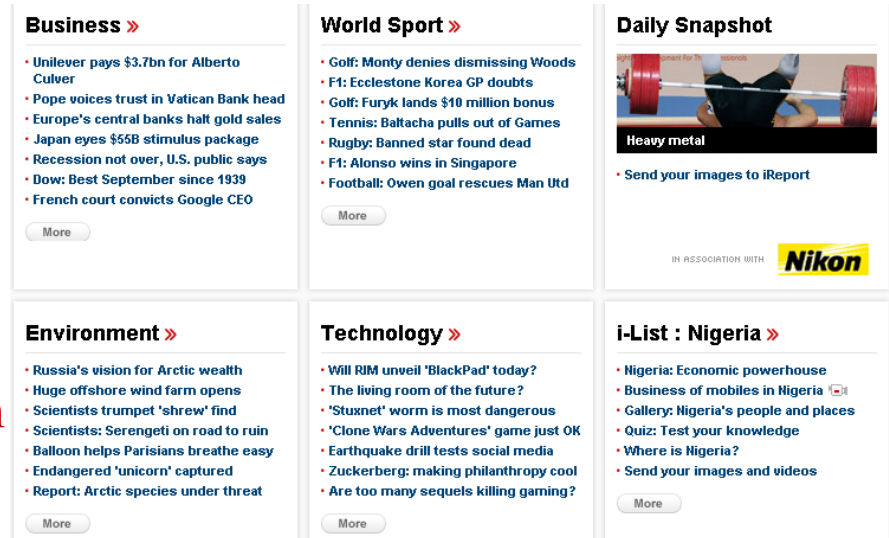 Business »
• Unilever pays $3.7bn for Alberto
Culver
• Pope voices trust in Vatican Bank head
• Europe's central banks halt gold sales
• Japan eyes $55B stimulus package
• Recession not over, U.S. public says
• Dow: Best September since 1939
• French court convicts Google CEO
More
World Sport »
• Golf: Monty denies dismissing Woods
• F1: Ecclestone Korea GP doubts
• Golf: Furyk lands $10 million bonus
• Tennis: Baltacha pulls out of Games
• Rugby: Banned star found dead
• F1: Alonso wins in Singapore
• Football: Owen goal rescues Man Utd
More
Daily Snapshot
Heavy metal
• Send your images to iReport
IN ASSOCIATION WITH Nikon
Environment »
• Russia's vision for Arctic wealth
• Huge offshore wind farm opens
• Scientists trumpet 'shrew' find
• Scientists: Serengeti on road to ruin
• Balloon helps Parisians breathe easy
• Endangered 'unicorn' captured
• Report: Arctic species under threat
More
Technology »
• Will RIM unveil 'BlackPad' today?
• The living room of the future?
• 'Stuxnet' worm is most dangerous
• 'Clone Wars Adventures' game just OK
• Earthquake drill tests social media
• Zuckerberg: making philanthropy cool
• Are too many sequels killing gaming?
More
i-List : Nigeria »
• Nigeria: Economic powerhouse
• Business of mobiles in Nigeria
• Gallery: Nigeria's people and places
• Quiz: Test your knowledge
• Where is Nigeria?
• Send your images and videos
More